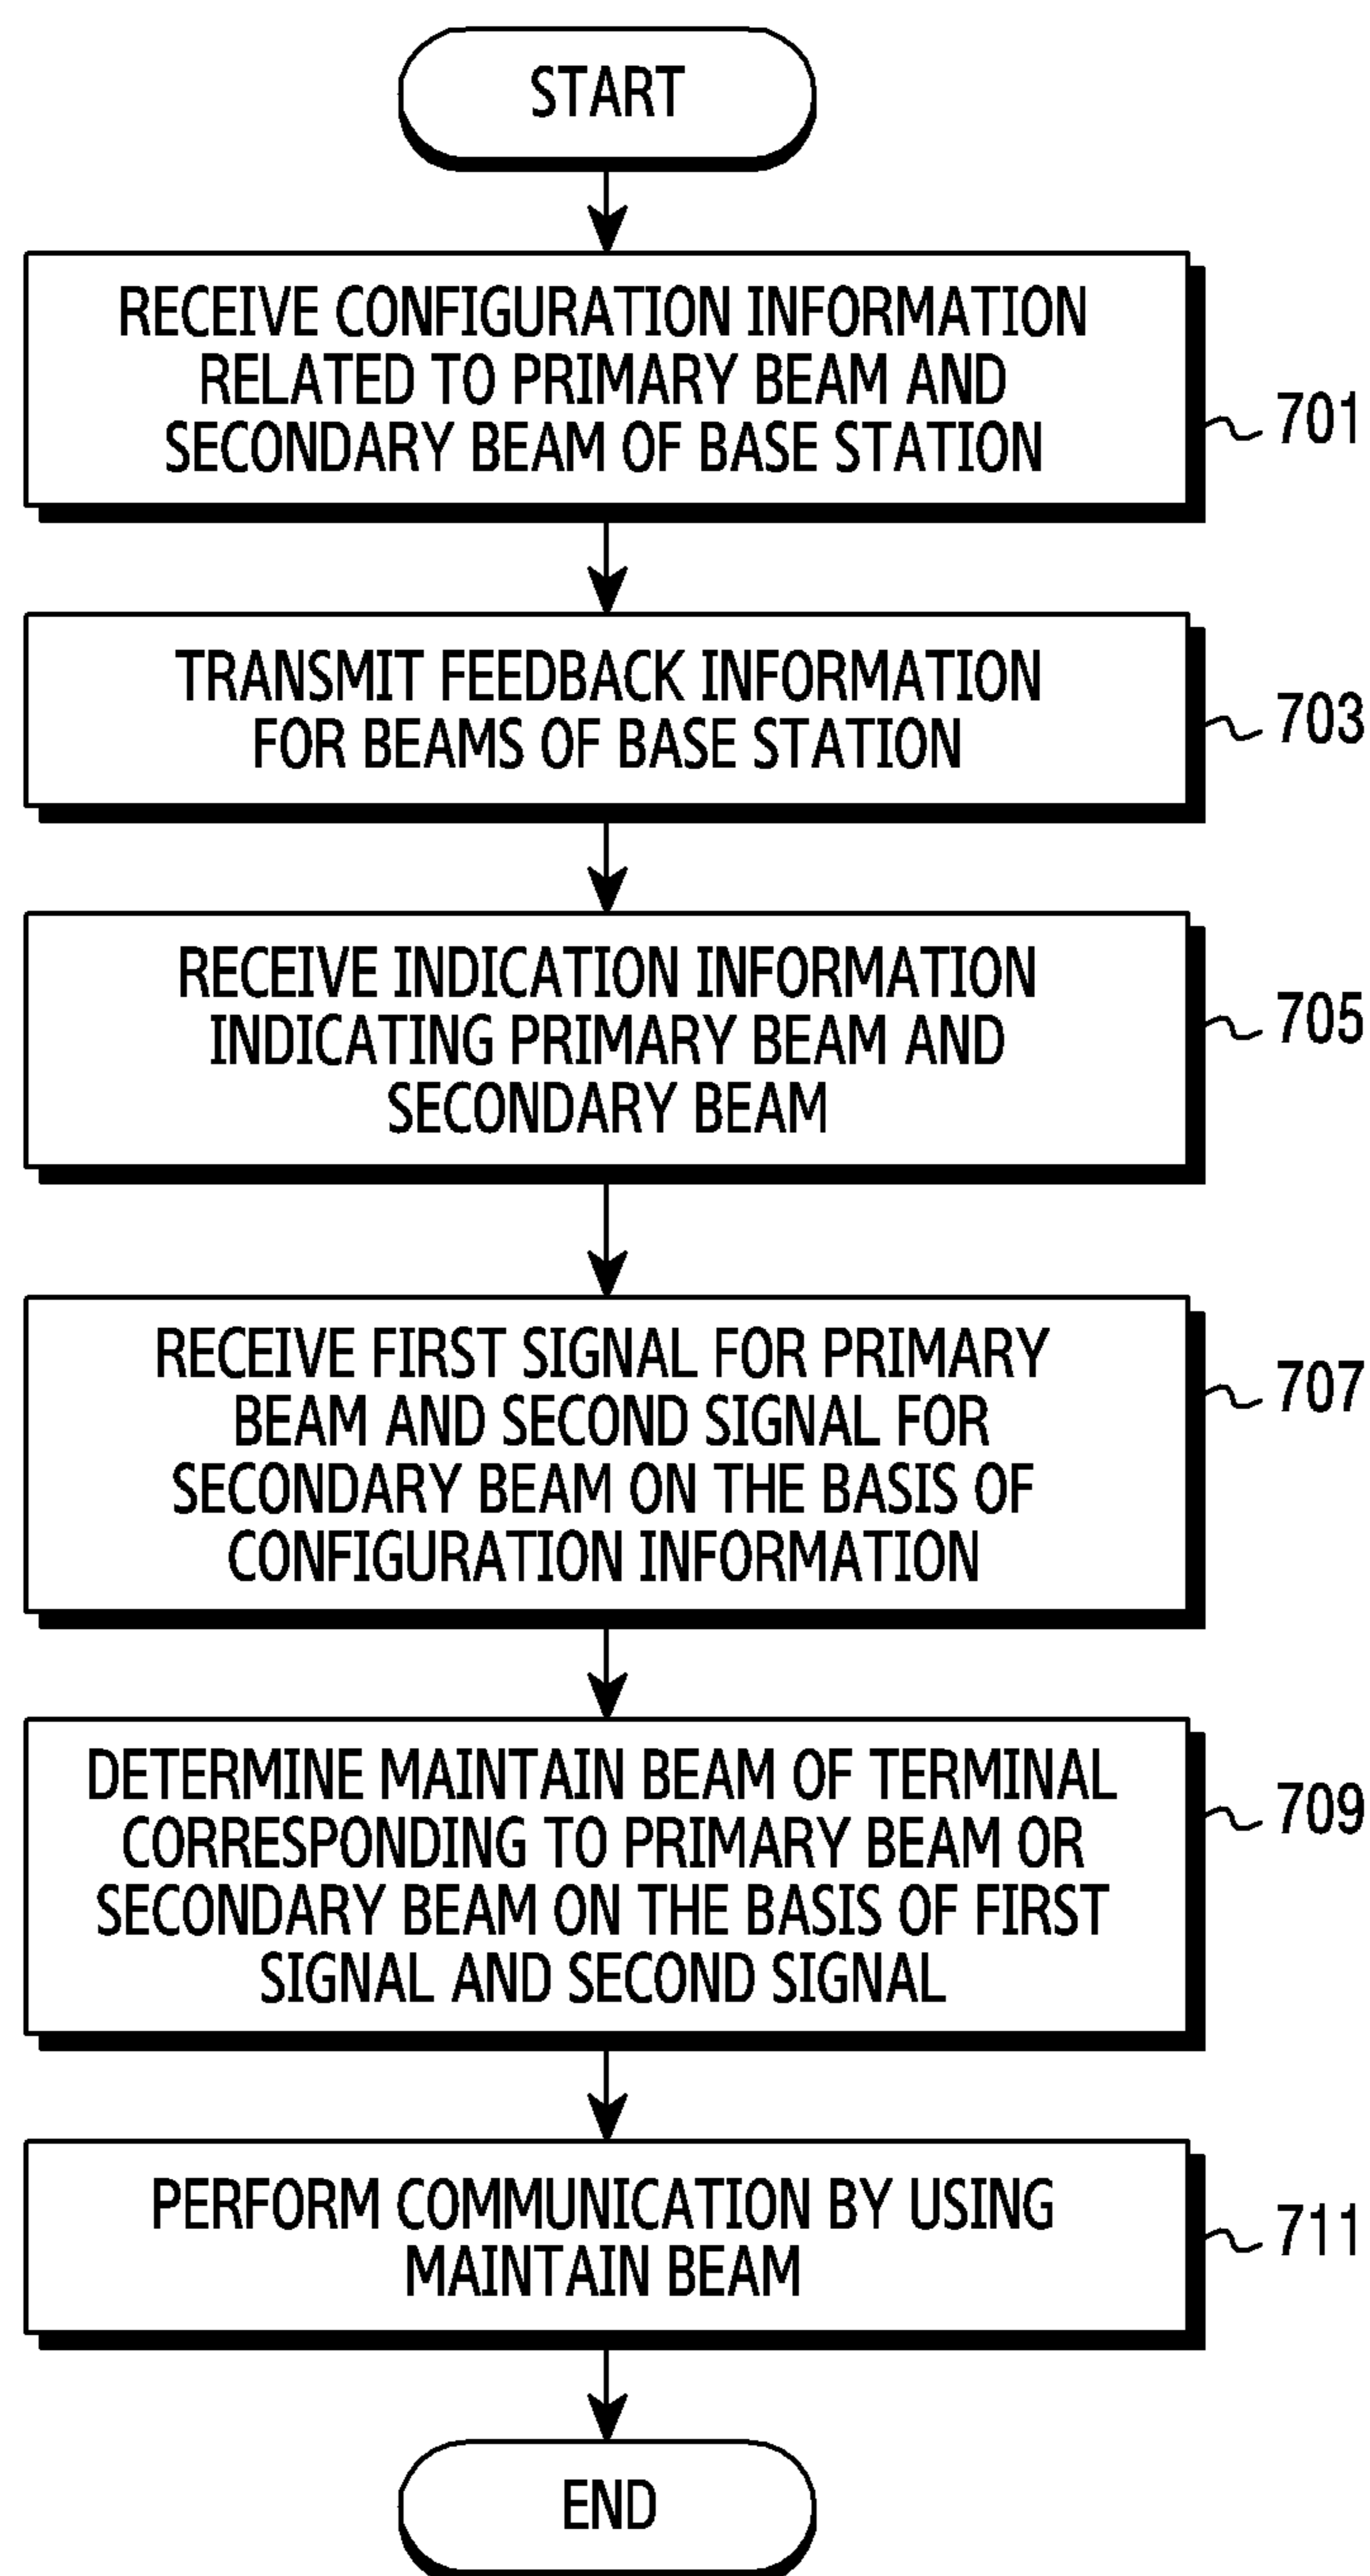 START
RECEIVE CONFIGURATION INFORMATION
RELATED TO PRIMARY BEAM AND
SECONDARY BEAM OF BASE STATION
701
TRANSMIT FEEDBACK INFORMATION
FOR BEAMS OF BASE STATION
703
RECEIVE INDICATION INFORMATION
INDICATING PRIMARY BEAM AND
SECONDARY BEAM
705
RECEIVE FIRST SIGNAL FOR PRIMARY
BEAM AND SECOND SIGNAL FOR
SECONDARY BEAM ON THE BASIS OF
CONFIGURATION INFORMATION
707
DETERMINE MAINTAIN BEAM OF TERMINAL
CORRESPONDING TO PRIMARY BEAM OR
SECONDARY BEAM ON THE BASIS OF FIRST
SIGNAL AND SECOND SIGNAL
709
PERFORM COMMUNICATION BY USING
MAINTAIN BEAM
711
END